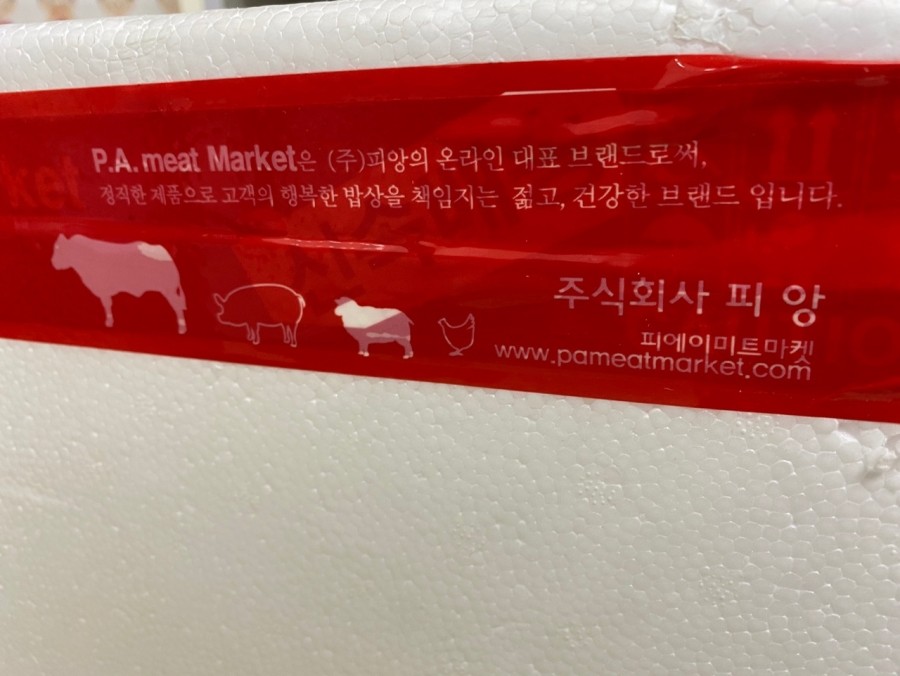 P.A. meat Market은 (주)피앙의 온라인 대표 브랜드로써,
정직한 제품으로 고객의 행복한 밥상을 책임지는 젊고, 건강한 브랜드 입니다.
주식회사 피 앙
피에이미트마켓
www.pameatmarket.com
ket